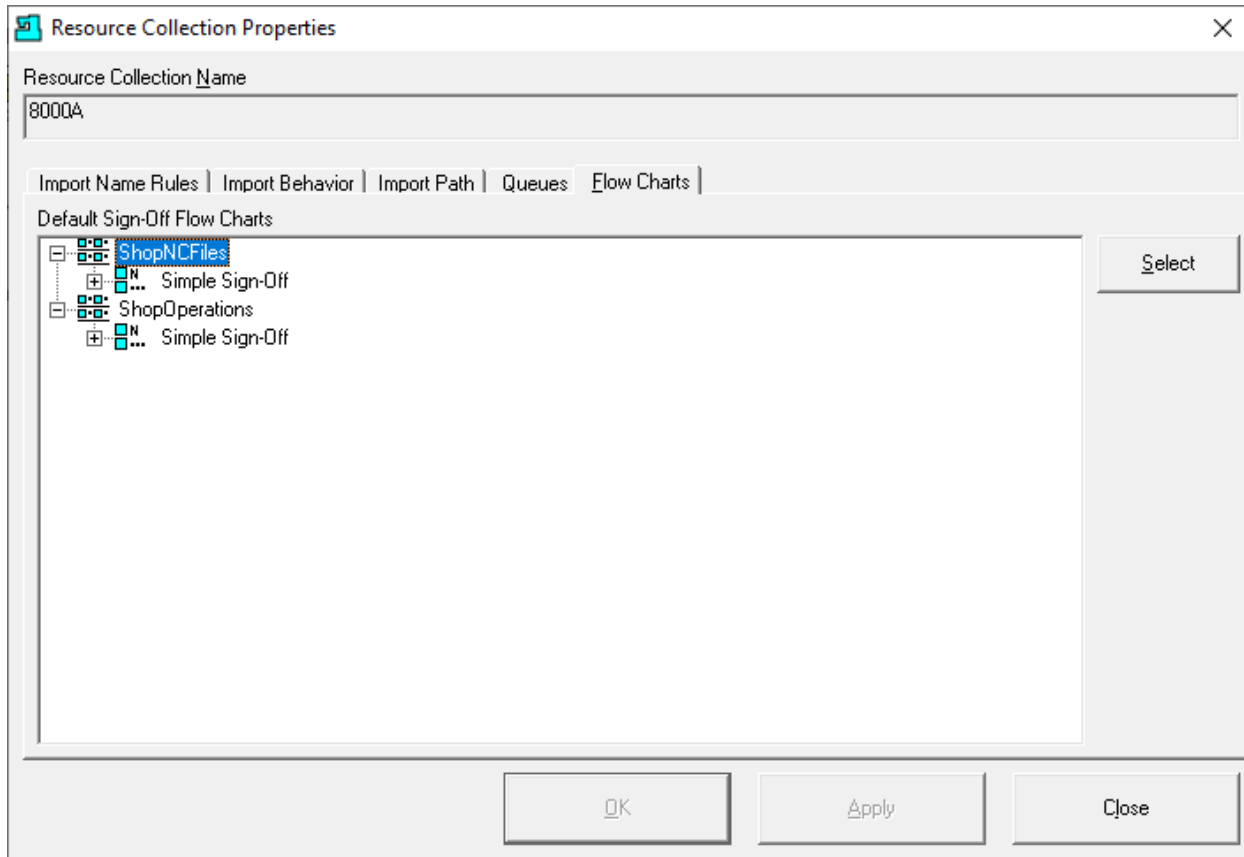 Resource Collection Properties
Resource Collection Name
8000A
Import Name Rules
Import Behavior
Import Path
Queues
Flow Charts
Default Sign-Off Flow Charts
ShopNCFiles
Select
N... Simple Sign-Off
ShopOperations
N... Simple Sign-Off
OK
Apply
Close